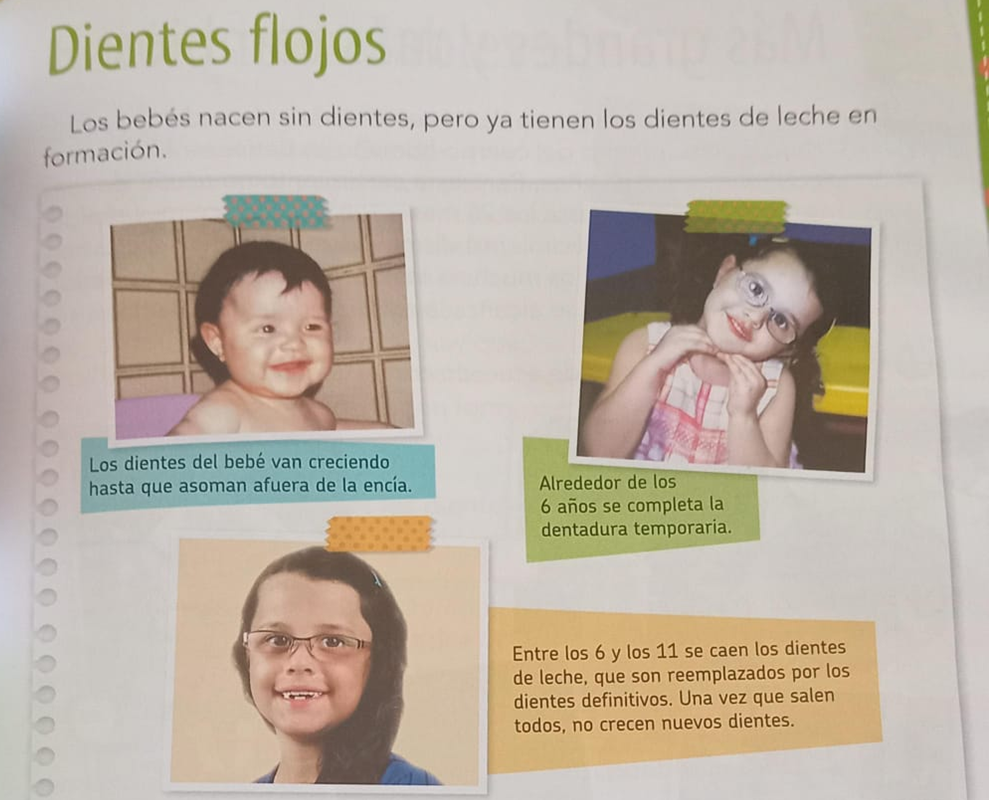 Dientes flojos
Los bebés nacen sin dientes, pero ya tienen los dientes de leche en
formación.
Los dientes del bebé van creciendo
hasta que asoman afuera de la encía.
Alrededor de los
6 años se completa la
dentadura temporaria.
Entre los 6 y los 11 se caen los dientes
de leche, que son reemplazados por los
dientes definitivos. Una vez que salen
todos, no crecen nuevos dientes.